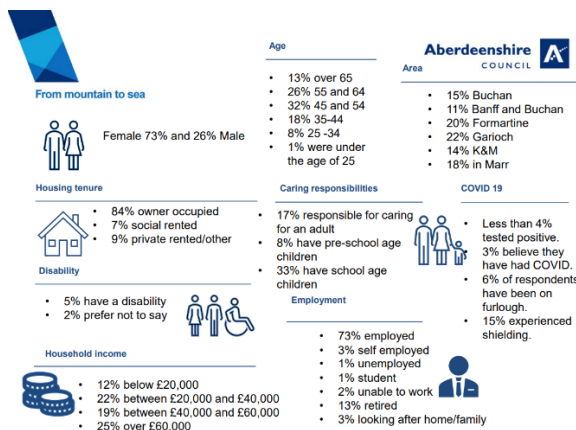 From mountain to sea
Female 73% and 26% Male
Age
• 13% over 65
• 26% 55 and 64
• 32% 45 and 54
• 18% 35-44
• 8% 25 -34
• 1% were under
the age of 25
Aberdeenshire
COUNCIL
Area
• 15% Buchan
• 11% Banff and Buchan
• 20% Formartine
• 22% Garioch
• 14% K&M
• 18% in Marr
Housing tenure
• 84% owner occupied
• 7% social rented
• 9% private rented/other
Caring responsibilities
• 17% responsible for caring
for an adult
• 8% have pre-school age
children
• 33% have school age
children
COVID 19
• Less than 4%
tested positive.
• 3% believe they
have had COVID.
• 6% of respondents
have been on
furlough.
• 15% experienced
shielding.
Disability
• 5% have a disability
• 2% prefer not to say
Employment
• 73% employed
• 3% self employed
• 1% unemployed
• 1% student
• 2% unable to work
• 13% retired
• 3% looking after home/family
Household income
• 12% below £20,000
• 22% between £20,000 and £40,000
• 19% between £40,000 and £60,000
• 25% over £60,000